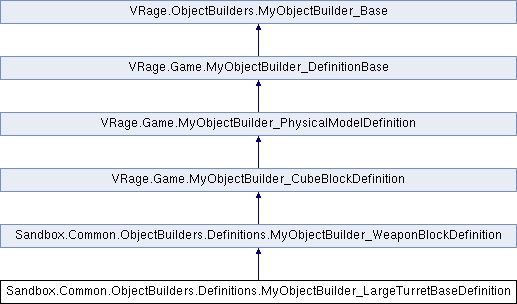 VRage.ObjectBuilders.MyObjectBuilder_Base
VRage.Game.MyObjectBuilder_DefinitionBase
VRage.Game.MyObjectBuilder_PhysicalModelDefinition
VRage.Game.MyObjectBuilder_CubeBlockDefinition
Sandbox.Common.ObjectBuilders.Definitions.MyObjectBuilder_WeaponBlockDefinition
Sandbox.Common.ObjectBuilders.Definitions.MyObjectBuilder_LargeTurretBaseDefinition